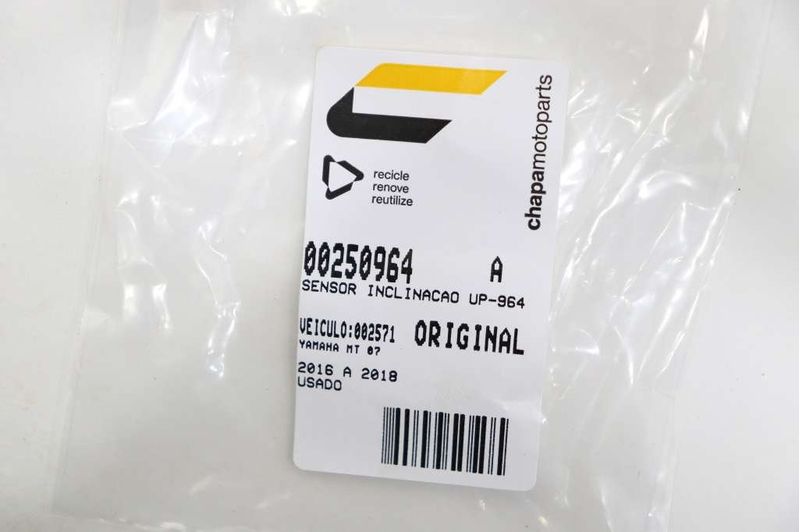 chapamotoparts
recicle
renove
reutilize
00250964 A
SENSOR INCLINACAO UP-964
VEICULO:002571 ORIGINAL
YAMAHA MT 07
2016 A 2018
USADO